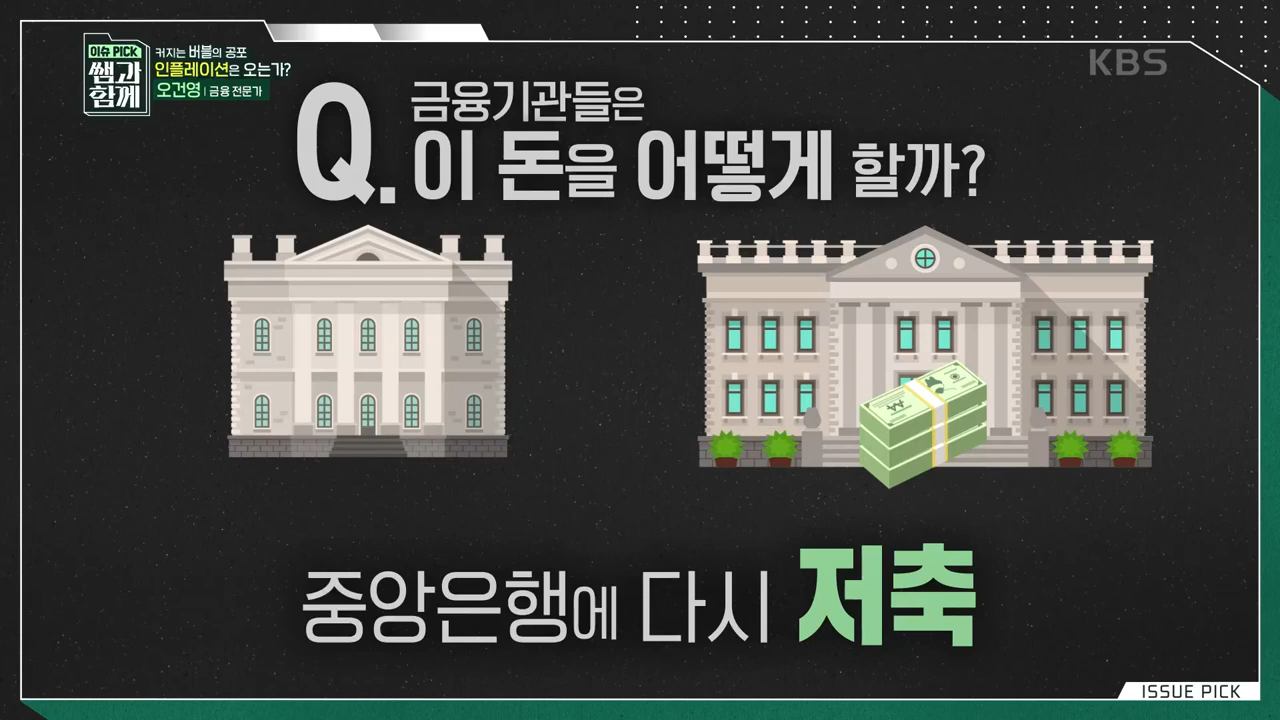 이슈 PICK
쌤과
함께
커지는 버블의 공포
인플레이션은 오는가?
오건영 | 금융 전문가
KBS
Q. 금융기관들은
이 돈을 어떻게 할까?
중앙은행에 다시 저축
ISSUE PICK